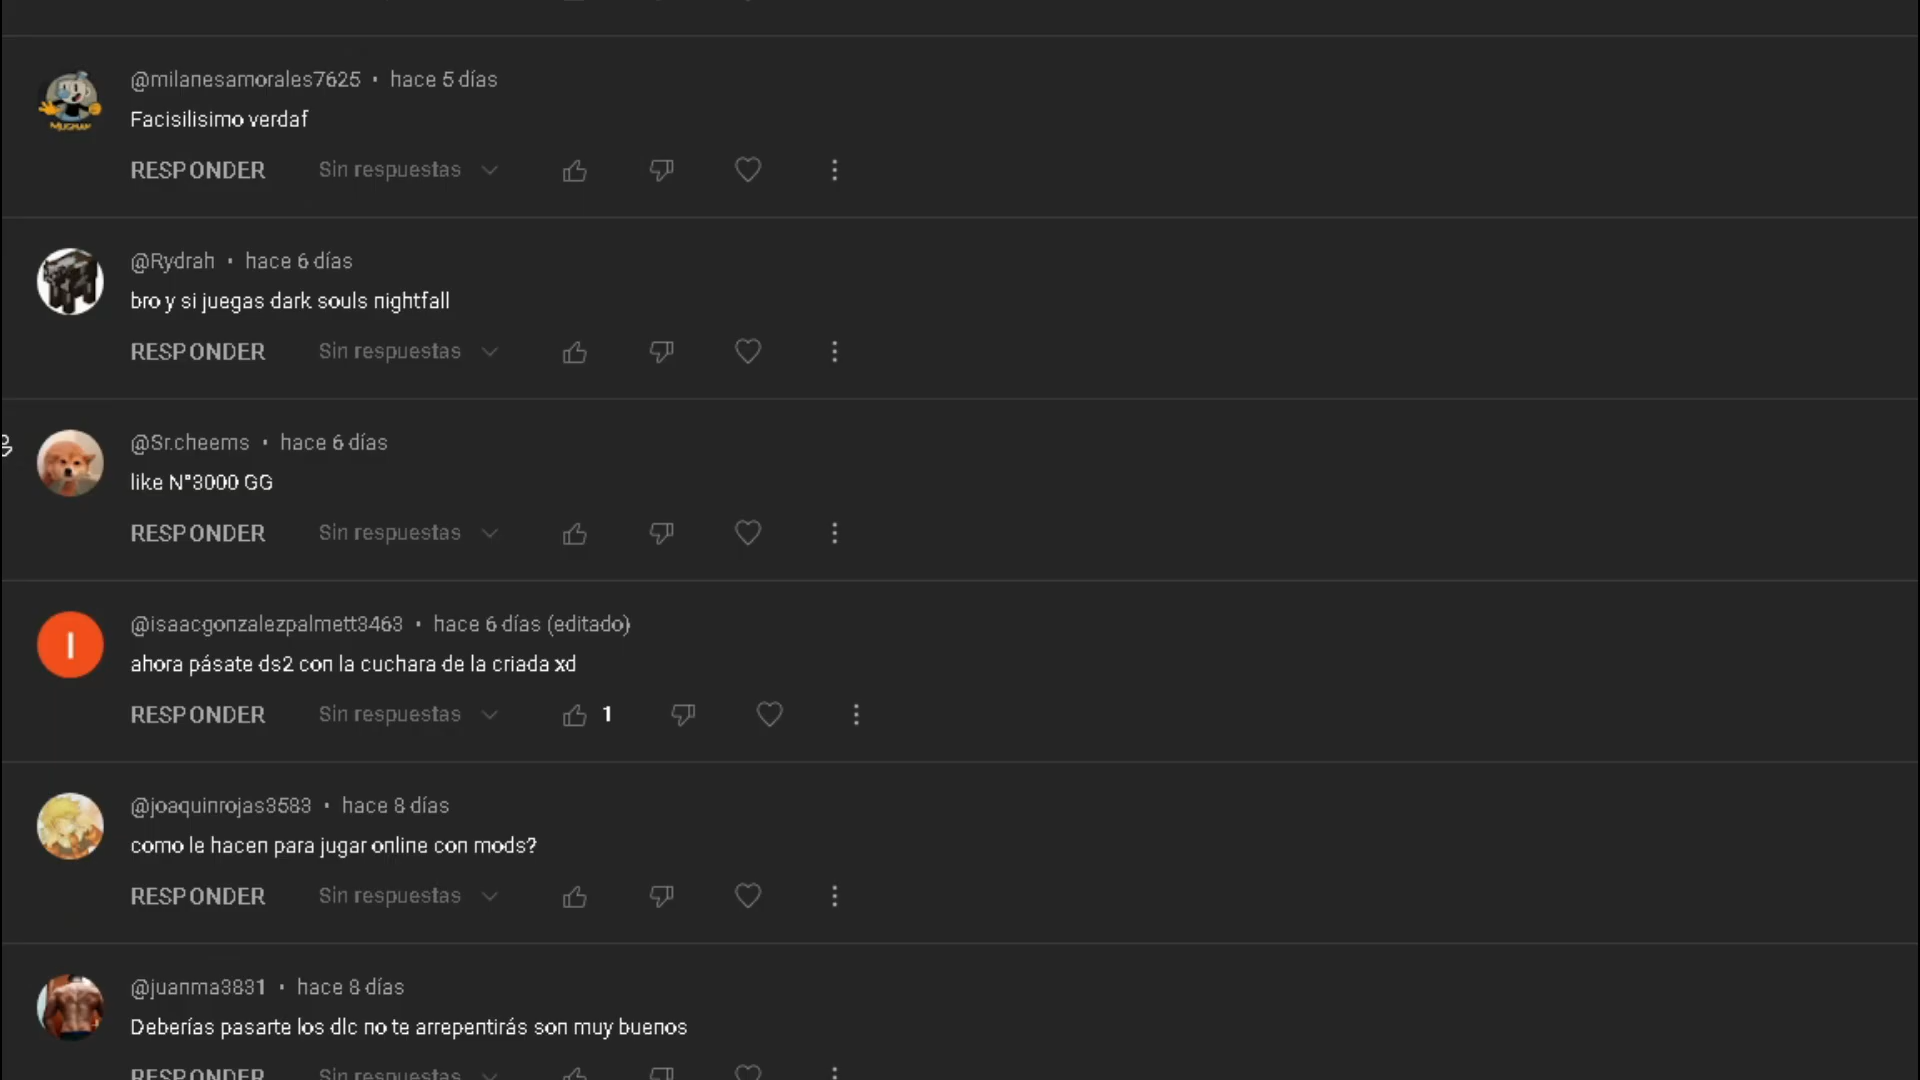 @milanesamorales7625 • hace 5 días
Facisilisimo verdaf
RESPONDER Sin respuestas
@Rydrah • hace 6 días
bro y si juegas dark souls nightfall
RESPONDER Sin respuestas
@Sr.cheems • hace 6 días
like N°3000 GG
RESPONDER Sin respuestas
@isaacgonzalezpalmett3463 • hace 6 días (editado)
ahora pásate ds2 con la cuchara de la criada xd
RESPONDER Sin respuestas 1
@joaquinrojas3583 • hace 8 días
como le hacen para jugar online con mods?
RESPONDER Sin respuestas
@juanma3831 • hace 8 días
Deberías pasarte los dlc no te arrepentirás son muy buenos
RESPONDER Sin respuestas